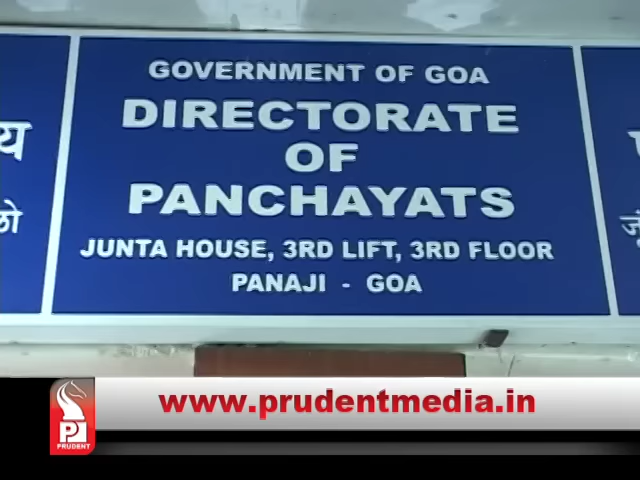 GOVERNMENT OF GOA
DIRECTORATE
OF
PANCHAYATS
JUNTA HOUSE, 3RD LIFT, 3RD FLOOR
PANAJI - GOA
www.prudentmedia.in
P
PRUDENT